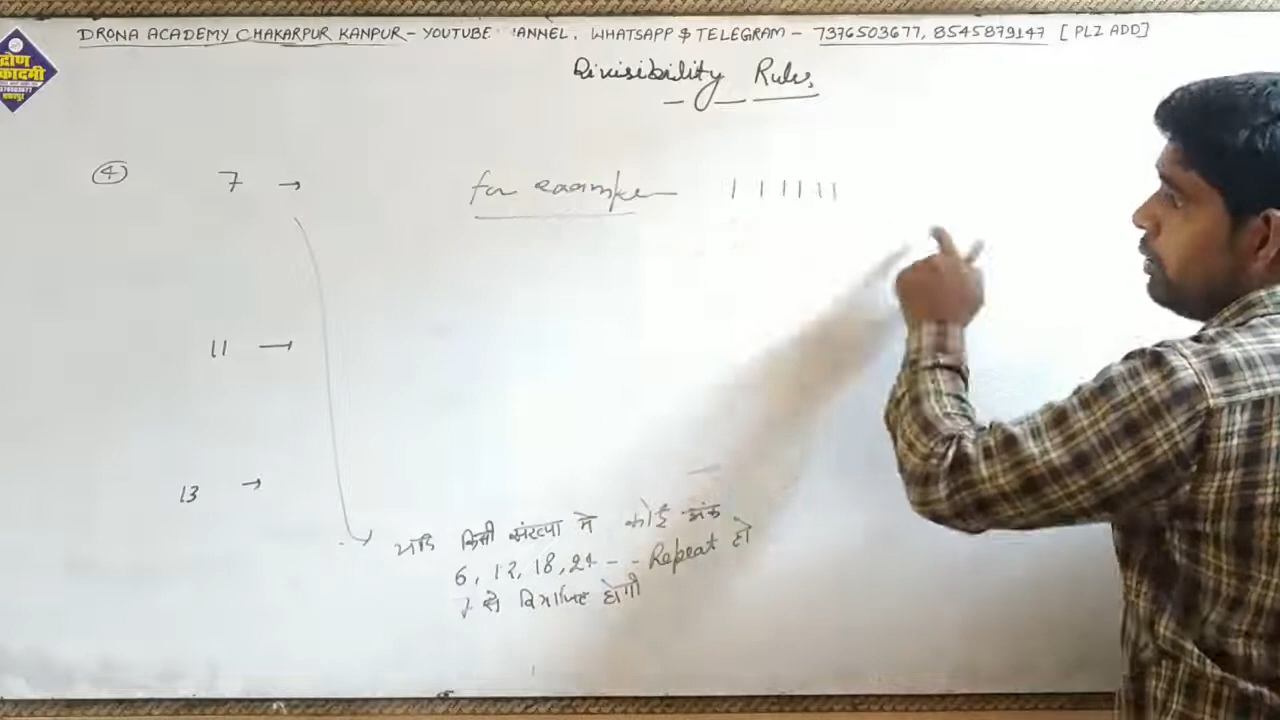 DRONA ACADEMY CHAKARPUR KANPUR - YOUTUBE ANNEL, WHATSAPP $ TELEGRAM - 7376503677, 8545879147 [PLZ ADD]
Divisibility Rules
④ 7 → for example 111111
11 →
13 →
यदि किसी संख्या मे कोई अंक
6, 12, 18, 24 - - Repeat हो
7 से विभाजित होगी